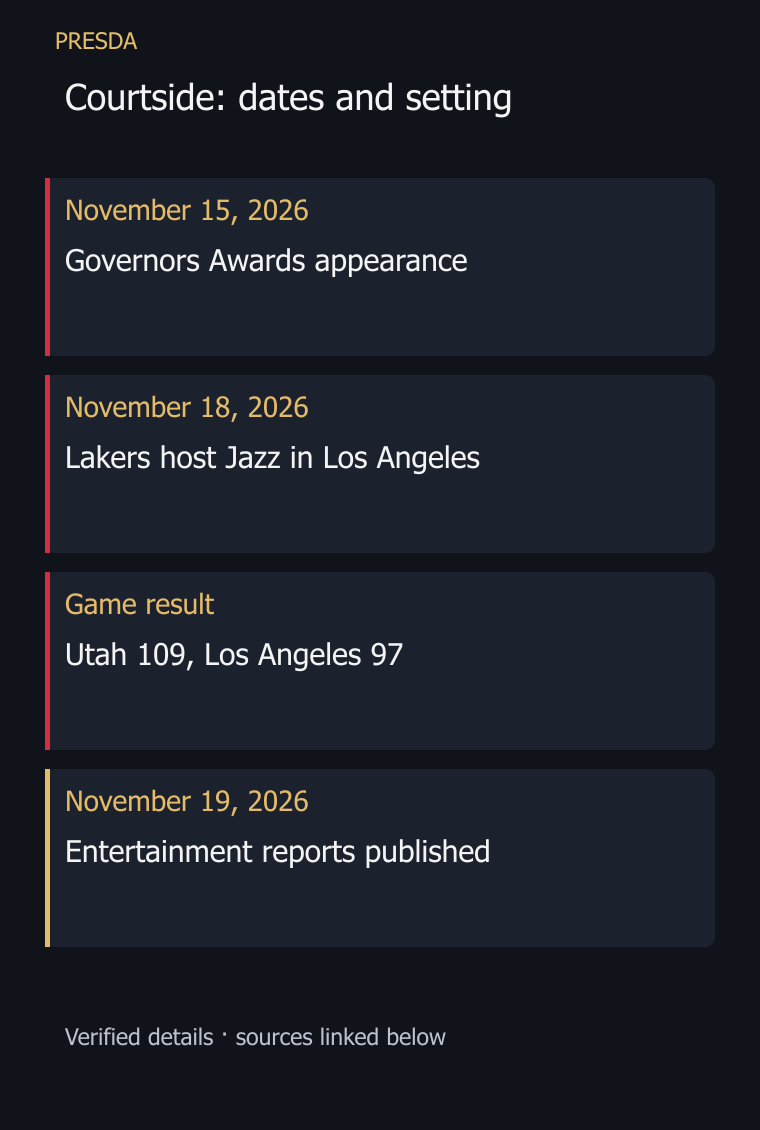 PRESDA
Courtside: dates and setting
November 15, 2026
Governors Awards appearance
November 18, 2026
Lakers host Jazz in Los Angeles
Game result
Utah 109, Los Angeles 97
November 19, 2026
Entertainment reports published
Verified details · sources linked below